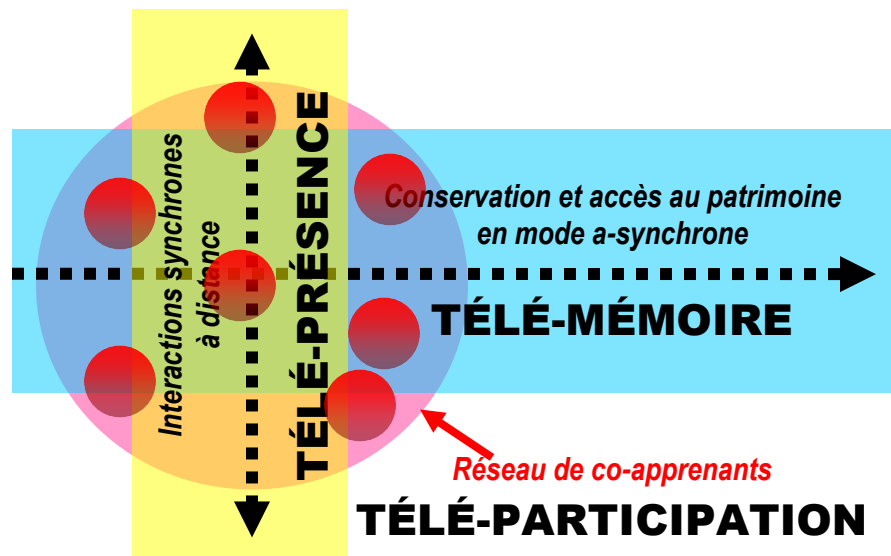 Interactions synchrones
à distance
TÉLÉ-PRÉSENCE
Conservation et accès au patrimoine
en mode a-synchrone
TÉLÉ-MÉMOIRE
Réseau de co-apprenants
TÉLÉ-PARTICIPATION